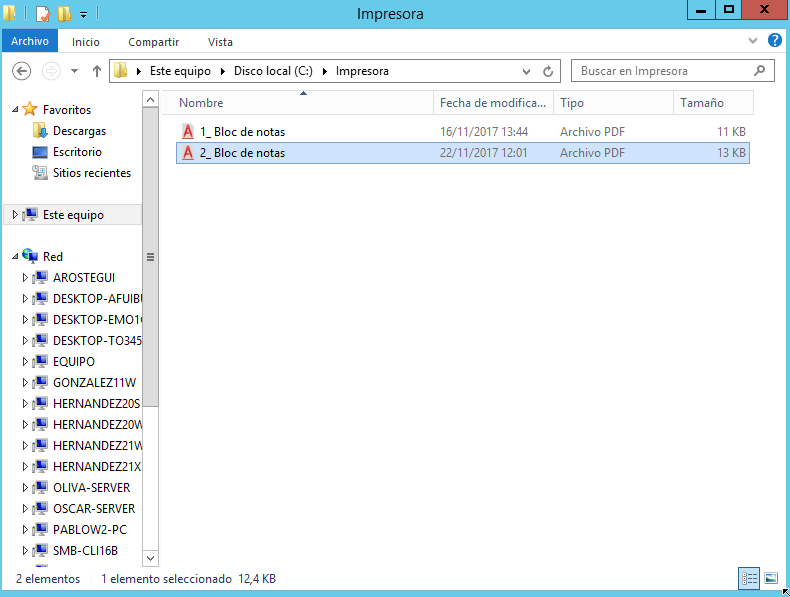 Impresora
Archivo Inicio Compartir Vista
Este equipo Disco local (C:) Impresora Buscar en Impresora
Nombre Fecha de modifica... Tipo Tamaño
1_ Bloc de notas 16/11/2017 13:44 Archivo PDF 11 KB
2_ Bloc de notas 22/11/2017 12:01 Archivo PDF 13 KB
Favoritos
Descargas
Escritorio
Sitios recientes
Este equipo
Red
AROSTEGUI
DESKTOP-AFUIBU
DESKTOP-EMO1
DESKTOP-TO345
EQUIPO
GONZALEZ11W
HERNANDEZ20S
HERNANDEZ20W
HERNANDEZ21W
HERNANDEZ21X
OLIVA-SERVER
OSCAR-SERVER
PABLOW2-PC
SMB-CLI16B
2 elementos 1 elemento seleccionado 12,4 KB